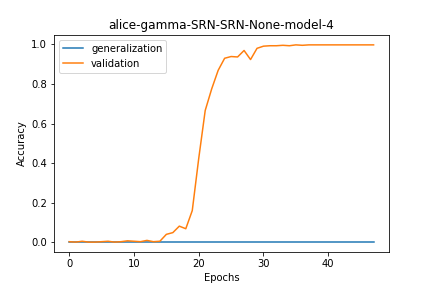 alice-gamma-SRN-SRN-None-model-4
generalization
validation
1.0
0.8
0.6
0.4
0.2
0.0
Accuracy
0 10 20 30 40
Epochs